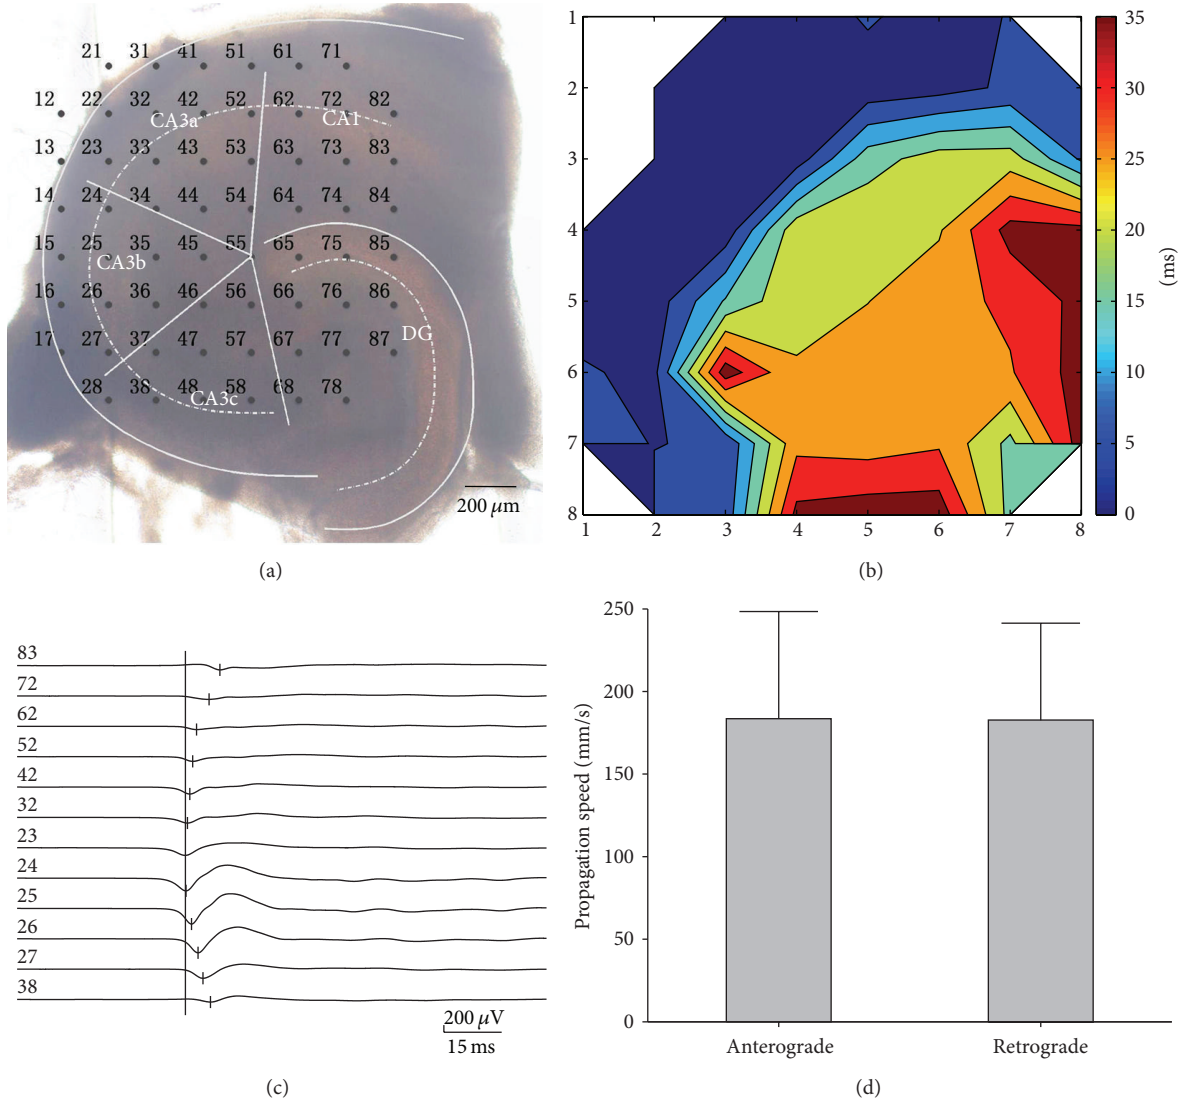 21 31 41 51 61 71
12 22 32 42 52 62 72 82
CA3a CA1
13 23 33 43 53 63 73 83
14 24 34 44 54 64 74 84
15 25 35 45 55 65 75 85
CA3b
16 26 36 46 56 66 76 86
DG
17 27 37 47 57 67 77 87
28 38 48 58 68 78
CA3c
200 μm
(a)
1
2
3
4
5
6
7
8
1 2 3 4 5 6 7 8
35
30
25
20
15
10
5
0
(ms)
(b)
83
72
62
52
42
32
23
24
25
26
27
38
200 μV
15 ms
(c)
250
200
150
100
50
0
Propagation speed (mm/s)
Anterograde Retrograde
(d)